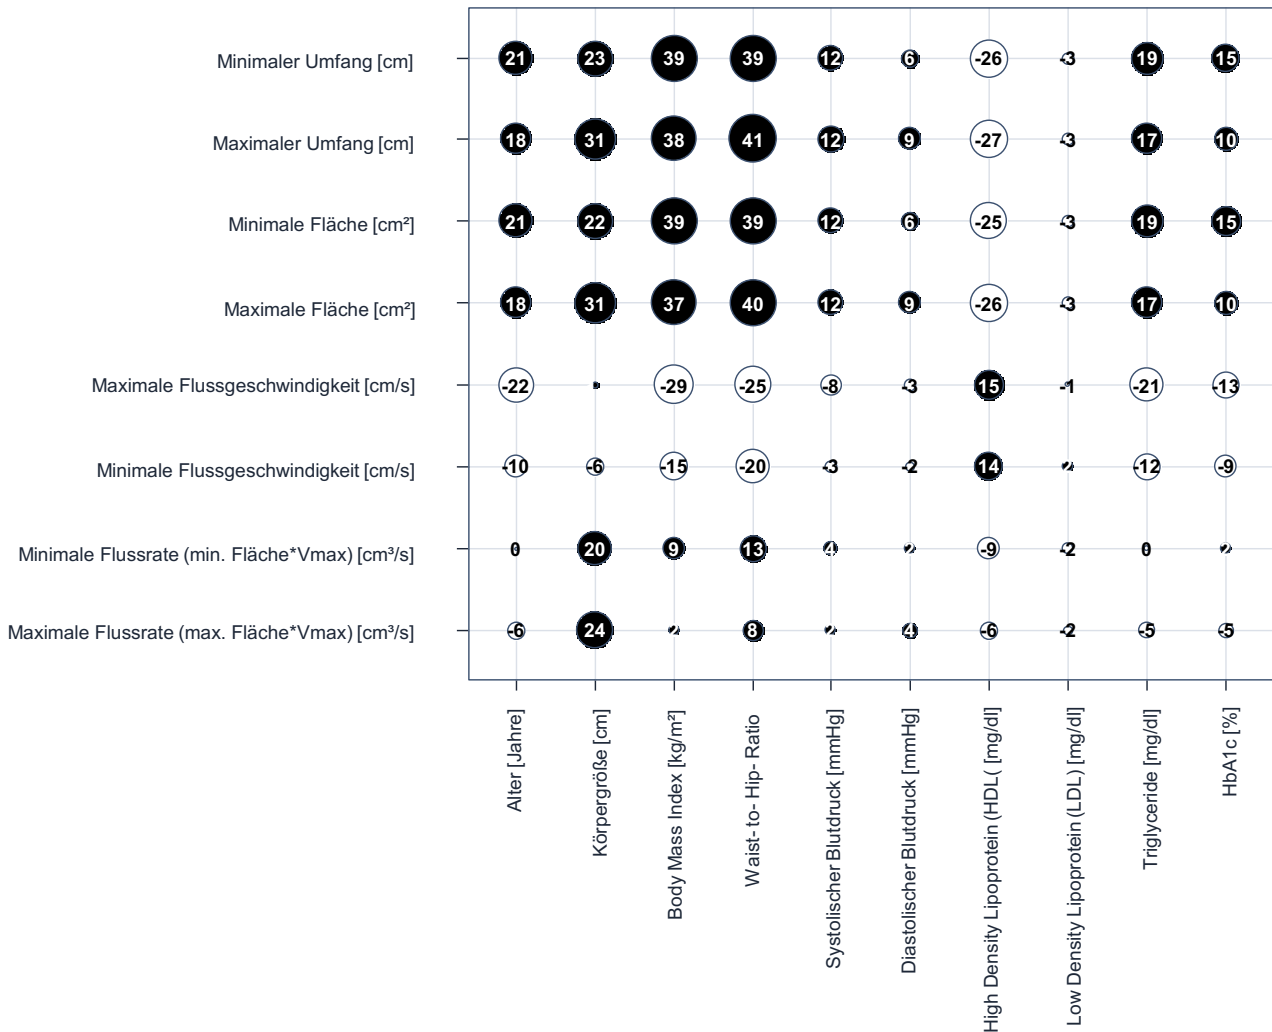 Minimaler Umfang [cm] 21 23 39 39 12 6 -26 -3 19 15
Maximaler Umfang [cm] 18 31 38 41 12 9 -27 -3 17 10
Minimale Fläche [cm²] 21 22 39 39 12 6 -25 -3 19 15
Maximale Fläche [cm²] 18 31 37 40 12 9 -26 -3 17 10
Maximale Flussgeschwindigkeit [cm/s] -22 -29 -25 -8 -3 15 -1 -21 -13
Minimale Flussgeschwindigkeit [cm/s] -10 -6 -15 -20 -3 -2 14 2 -12 -9
Minimale Flussrate (min. Fläche*Vmax) [cm³/s] 0 20 9 13 4 2 -9 -2 0 2
Maximale Flussrate (max. Fläche*Vmax) [cm³/s] -6 24 2 8 2 4 -6 -2 -5 -5
Alter [Jahre]
Körpergröße [cm]
Body Mass Index [kg/m²]
Waist- to- Hip- Ratio
Systolischer Blutdruck [mmHg]
Diastolischer Blutdruck [mmHg]
High Density Lipoprotein (HDL( [mg/dl]
Low Density Lipoprotein (LDL) [mg/dl]
Triglyceride [mg/dl]
HbA1c [%]